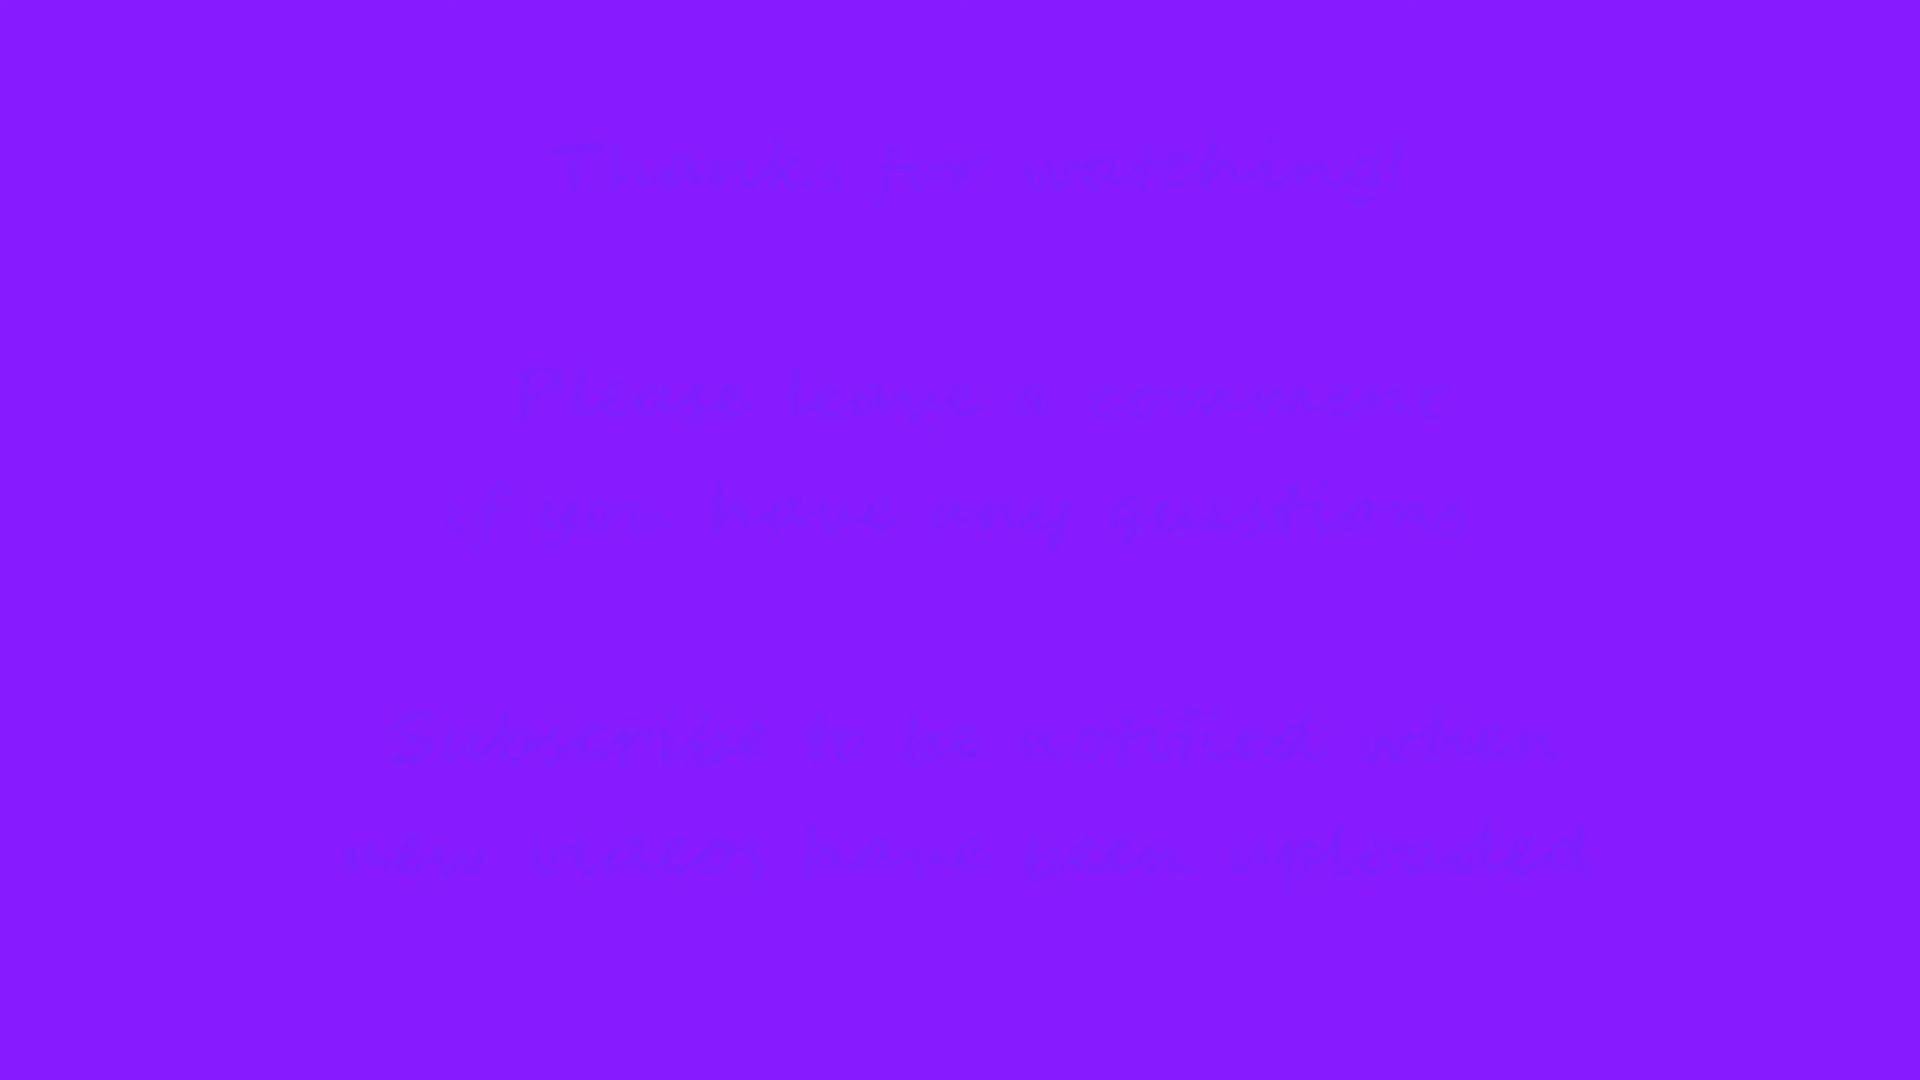 Thanks for watching!
Please leave a comment
if you have any questions
Subscribe to be notified when
new videos have been uploaded